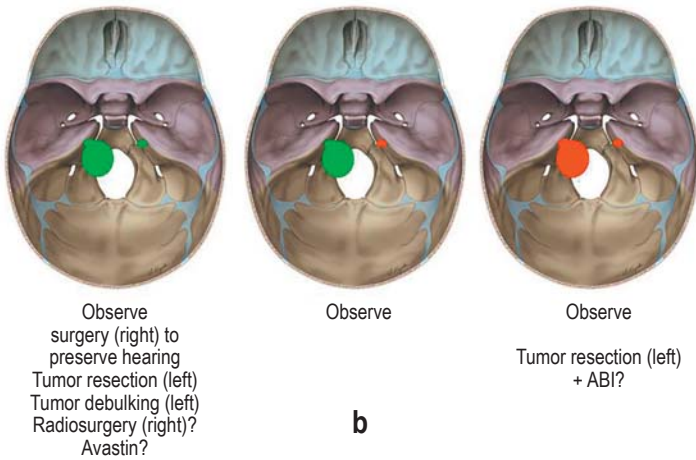 Observe
surgery (right) to
preserve hearing
Tumor resection (left)
Tumor debulking (left)
Radiosurgery (right)?
Avastin?
Observe
b
Observe
Tumor resection (left)
+ ABI?